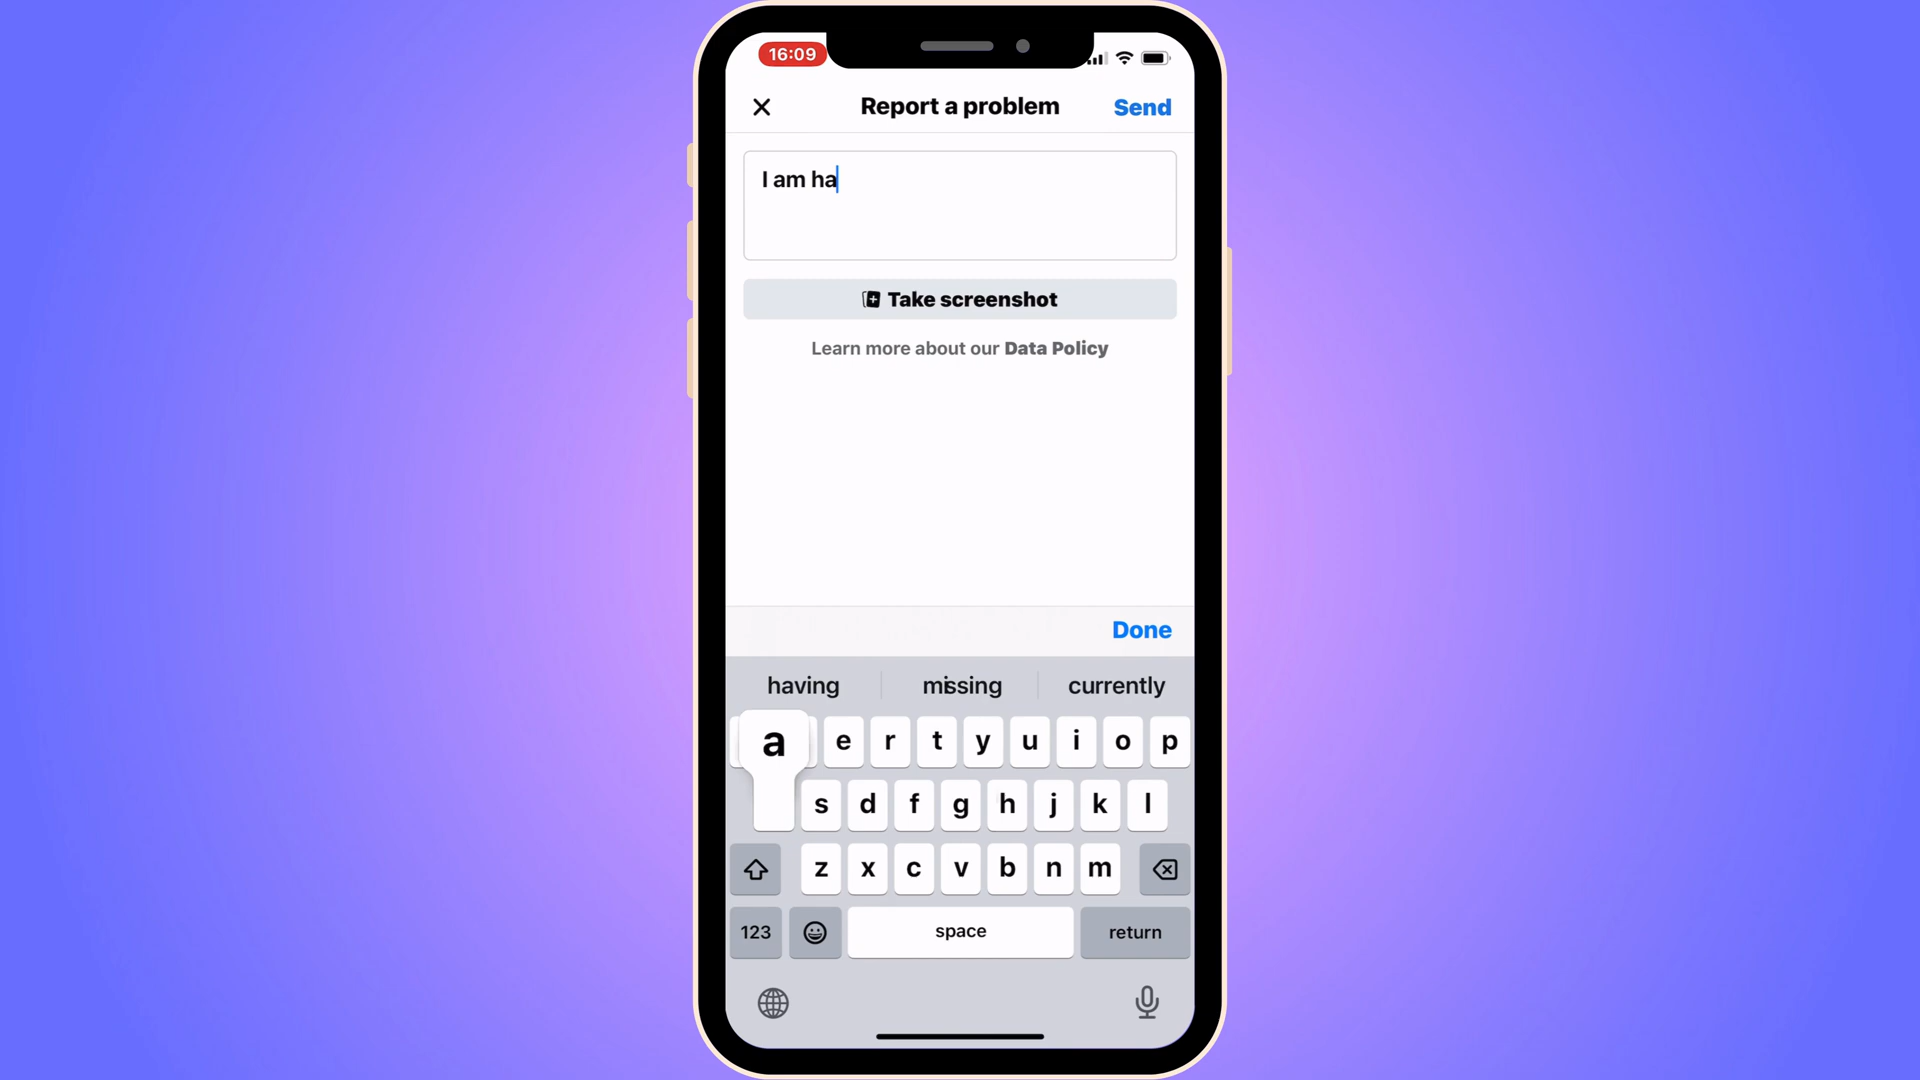 16:09
Report a problem Send
I am ha
Take screenshot
Learn more about our Data Policy
Done
having missing currently
a e r t y u i o p
s d f g h j k l
z x c v b n m
123 space return